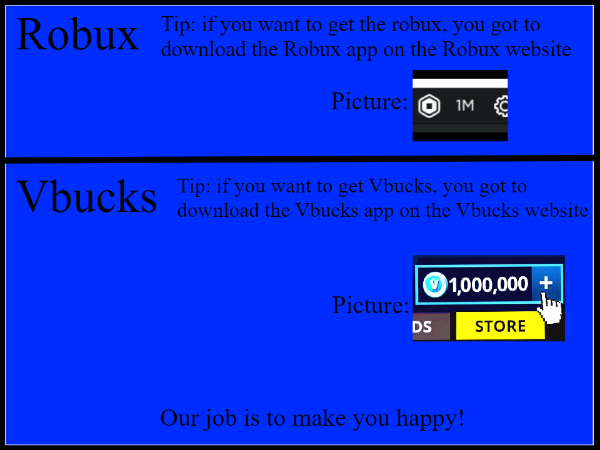 Robux
Tip: if you want to get the robux, you got to
download the Robux app on the Robux website
Picture:
1M
Vbucks
Tip: if you want to get Vbucks, you got to
download the Vbucks app on the Vbucks website
Picture:
V 1,000,000 +
DS STORE
Our job is to make you happy!